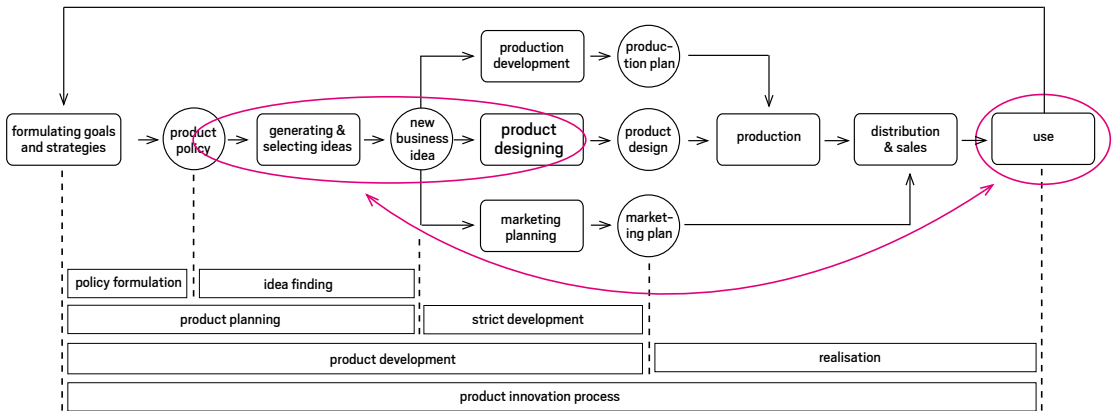 production
development
produc-
tion plan
formulating goals
and strategies
product
policy
generating &
selecting ideas
new
business
idea
product
designing
product
design
production
distribution
& sales
use
marketing
planning
market-
ing plan
policy formulation
idea finding
product planning
strict development
product development
realisation
product innovation process